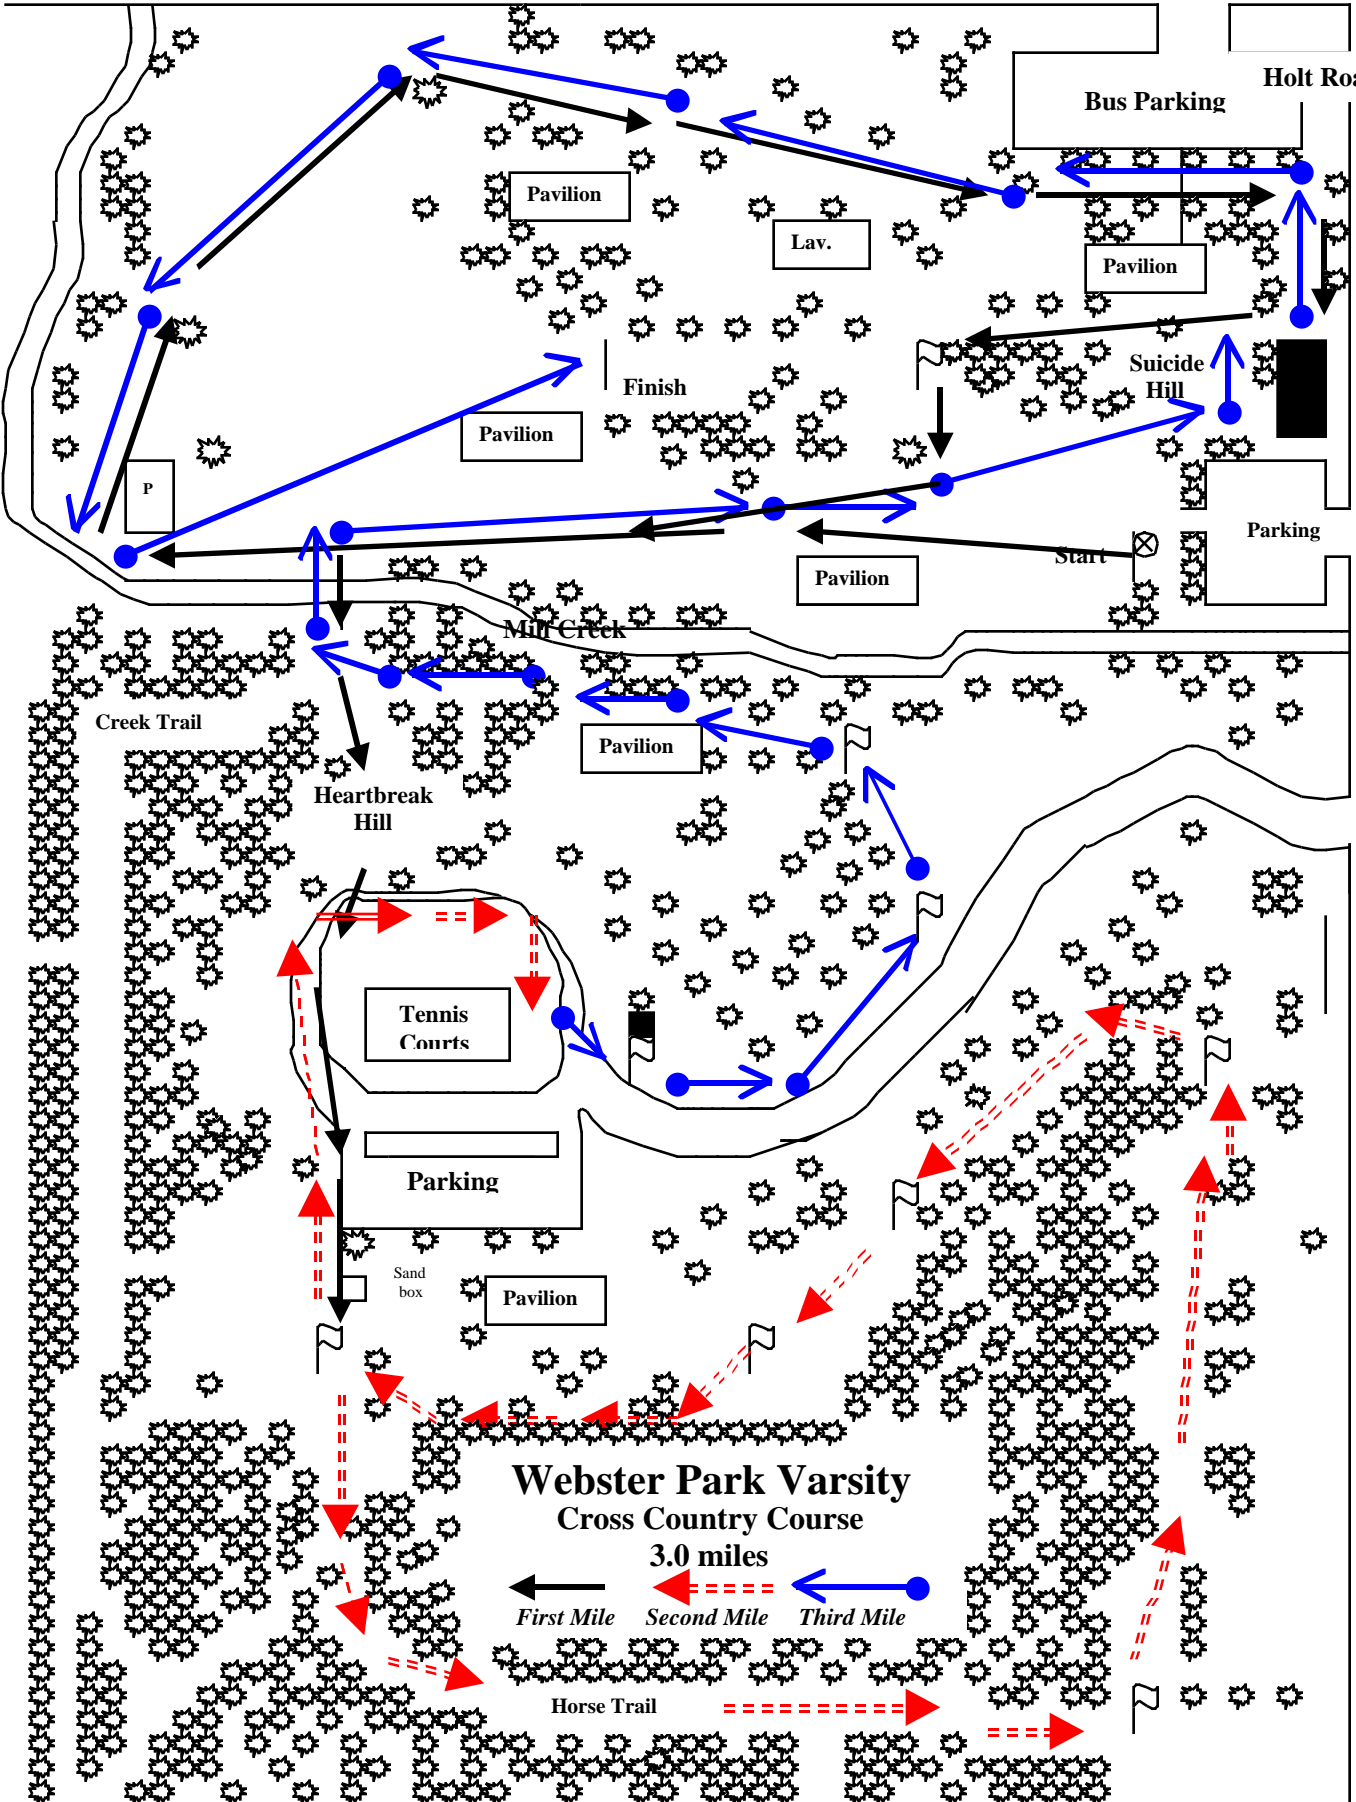 Holt Roa
Bus Parking
Pavilion
Lav.
Pavilion
Suicide
Hill
Finish
Pavilion
P
Parking
Start
Pavilion
Mill Creek
Creek Trail
Pavilion
Heartbreak
Hill
Tennis
Courts
Parking
Sand
box
Pavilion
Webster Park Varsity
Cross Country Course
3.0 miles
First Mile Second Mile Third Mile
Horse Trail